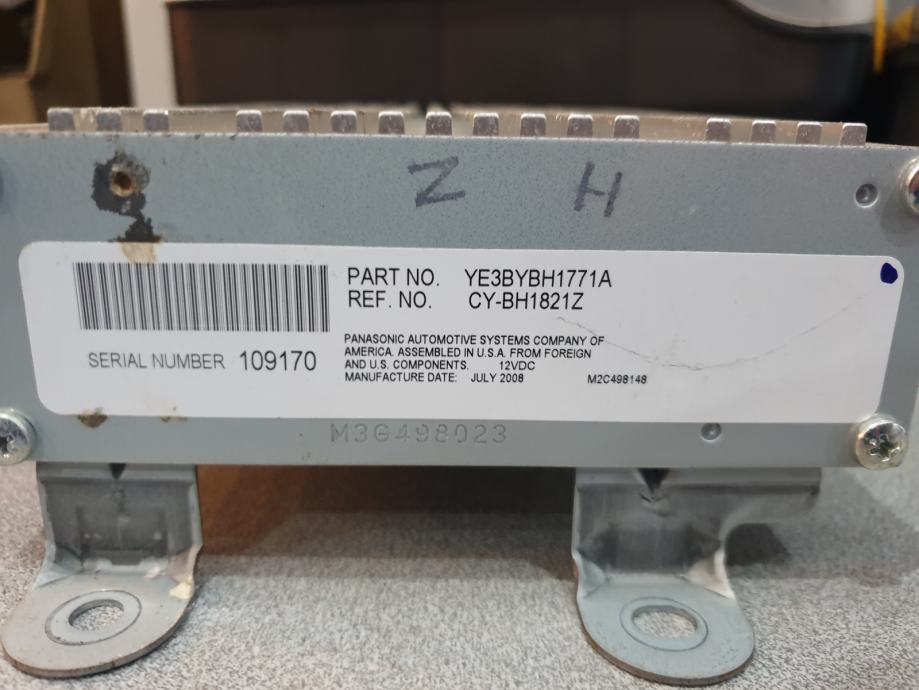 Z H
PART NO. YE3BYBH1771A
REF. NO. CY-BH1821Z
SERIAL NUMBER 109170
PANASONIC AUTOMOTIVE SYSTEMS COMPANY OF
AMERICA. ASSEMBLED IN U.S.A. FROM FOREIGN
AND U.S. COMPONENTS. 12VDC
MANUFACTURE DATE: JULY 2008 M2C498148
M3G498023